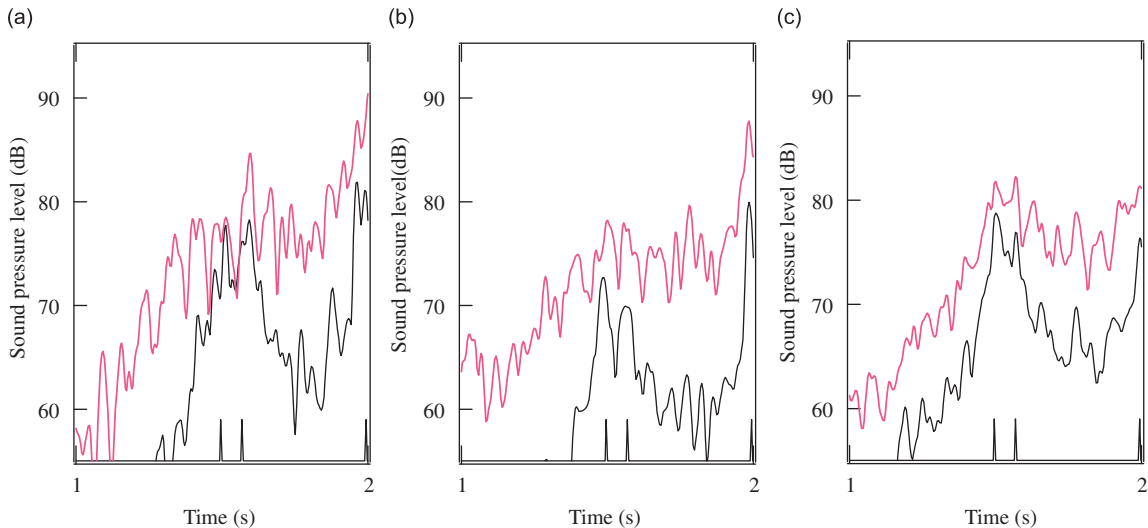 (a)
Sound pressure level (dB)
90
80
70
60
1
2
Time (s)
(b)
Sound pressure level(dB)
90
80
70
60
1
2
Time (s)
(c)
Sound pressure level (dB)
90
80
70
60
1
2
Time (s)